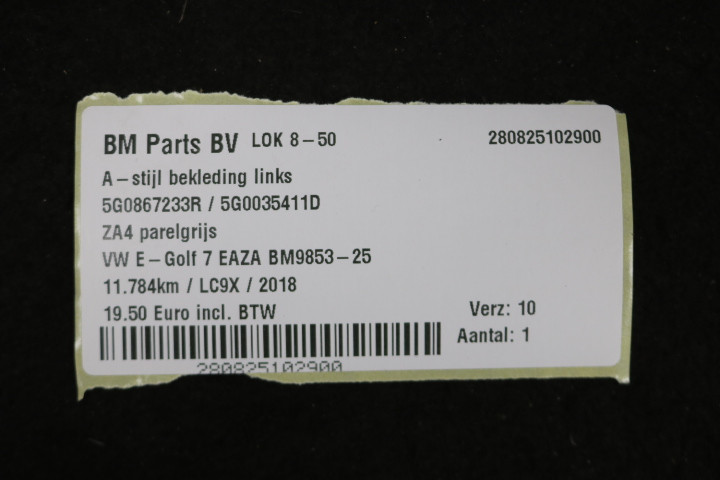 BM Parts BV LOK 8-50 280825102900
A-stijl bekleding links
5G0867233R / 5G0035411D
ZA4 parelgrijs
VW E-Golf 7 EAZA BM9853-25
11.784km / LC9X / 2018
19.50 Euro incl. BTW Verz: 10
Aantal: 1
280825102900